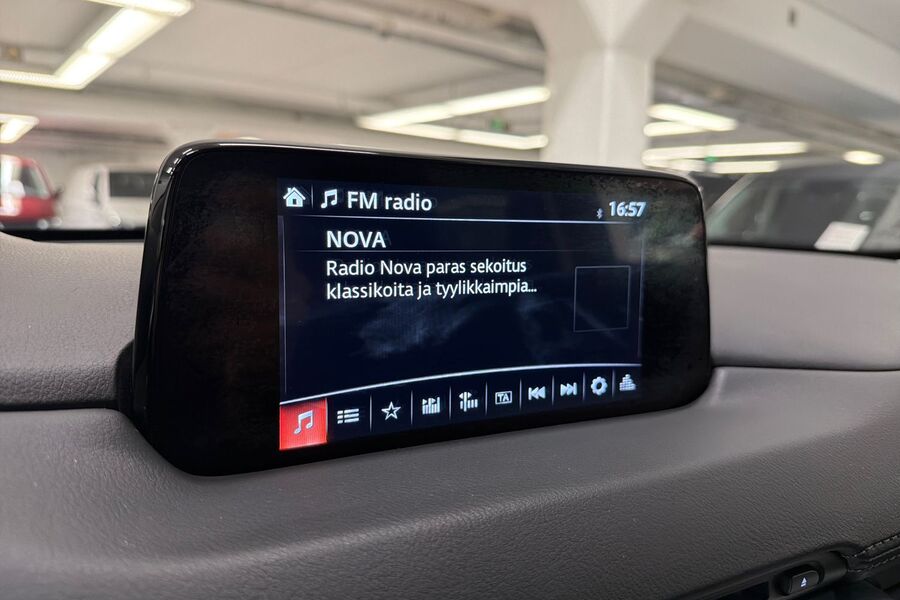 FM radio
16:57
NOVA
Radio Nova paras sekoitus
klassikoita ja tyylikkaimpia...
TA